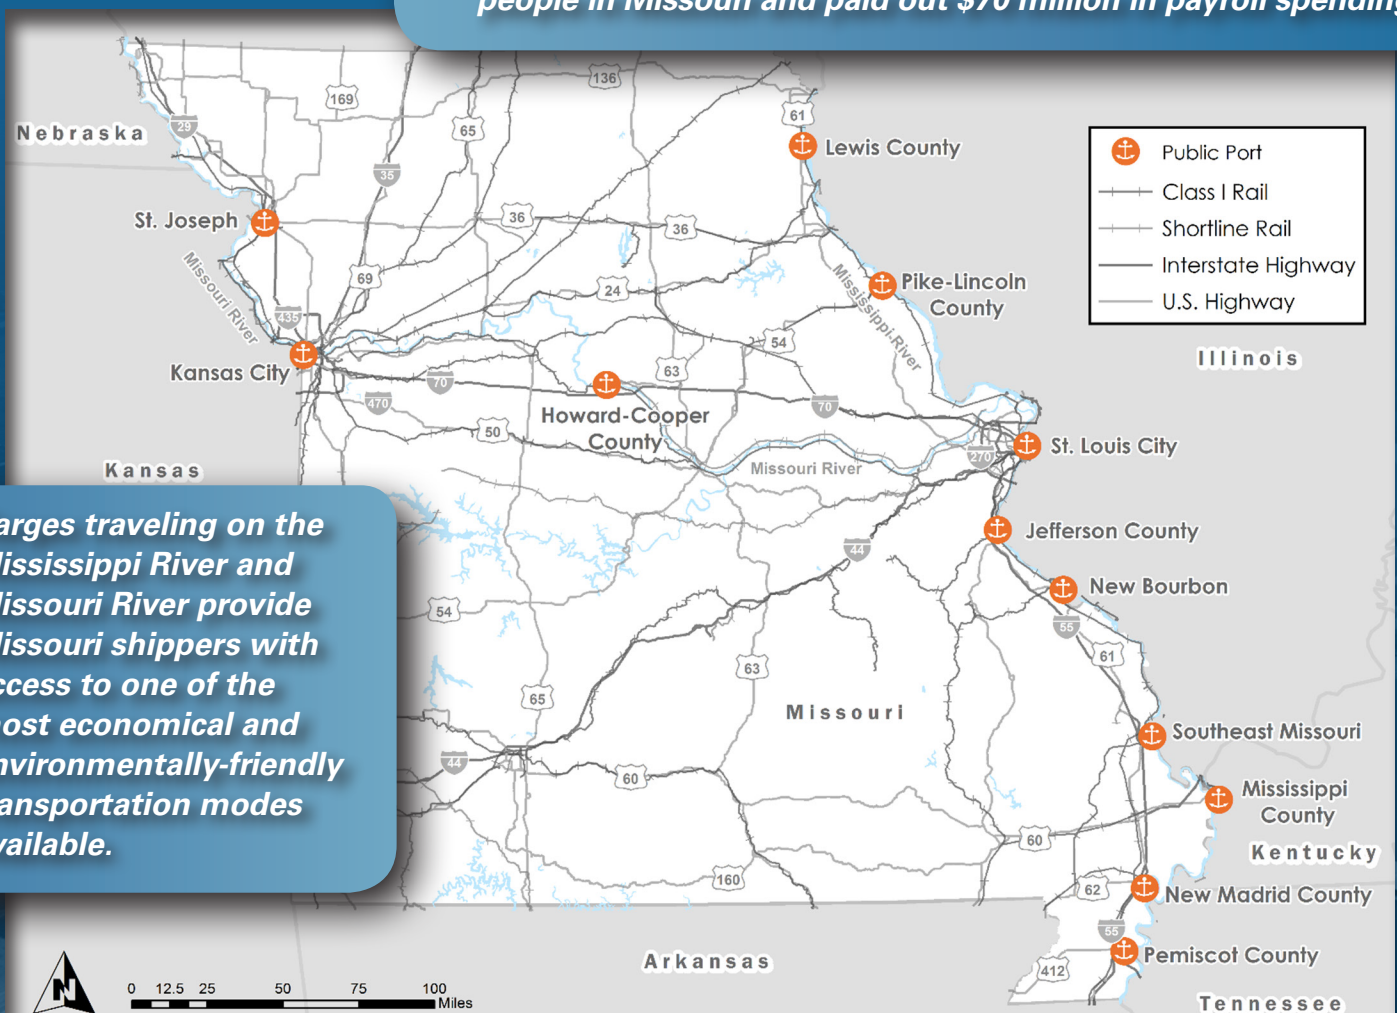 people in Missouri and paid out $70 million in payroll spending
136
169
61
65
Nebraska
29
Lewis County
Public Port
35
Class I Rail
St. Joseph
36
36
Shortline Rail
Interstate Highway
U.S. Highway
Missouri River
69
Mississippi River
Pike-Lincoln
County
24
435
54
Illinois
Kansas City
63
70
470
70
Howard-Cooper
County
50
St. Louis City
270
Missouri River
Kansas
Jefferson County
44
New Bourbon
54
55
61
63
65
Missouri
Southeast Missouri
44
60
Mississippi
County
60
Kentucky
160
62
New Madrid County
55
Pemiscot County
Arkansas
412
Tennessee
arges traveling on the
ississippi River and
issouri River provide
issouri shippers with
ccess to one of the
ost economical and
nvironmentally-friendly
ransportation modes
vailable.
N
0 12.5 25 50 75 100
Miles